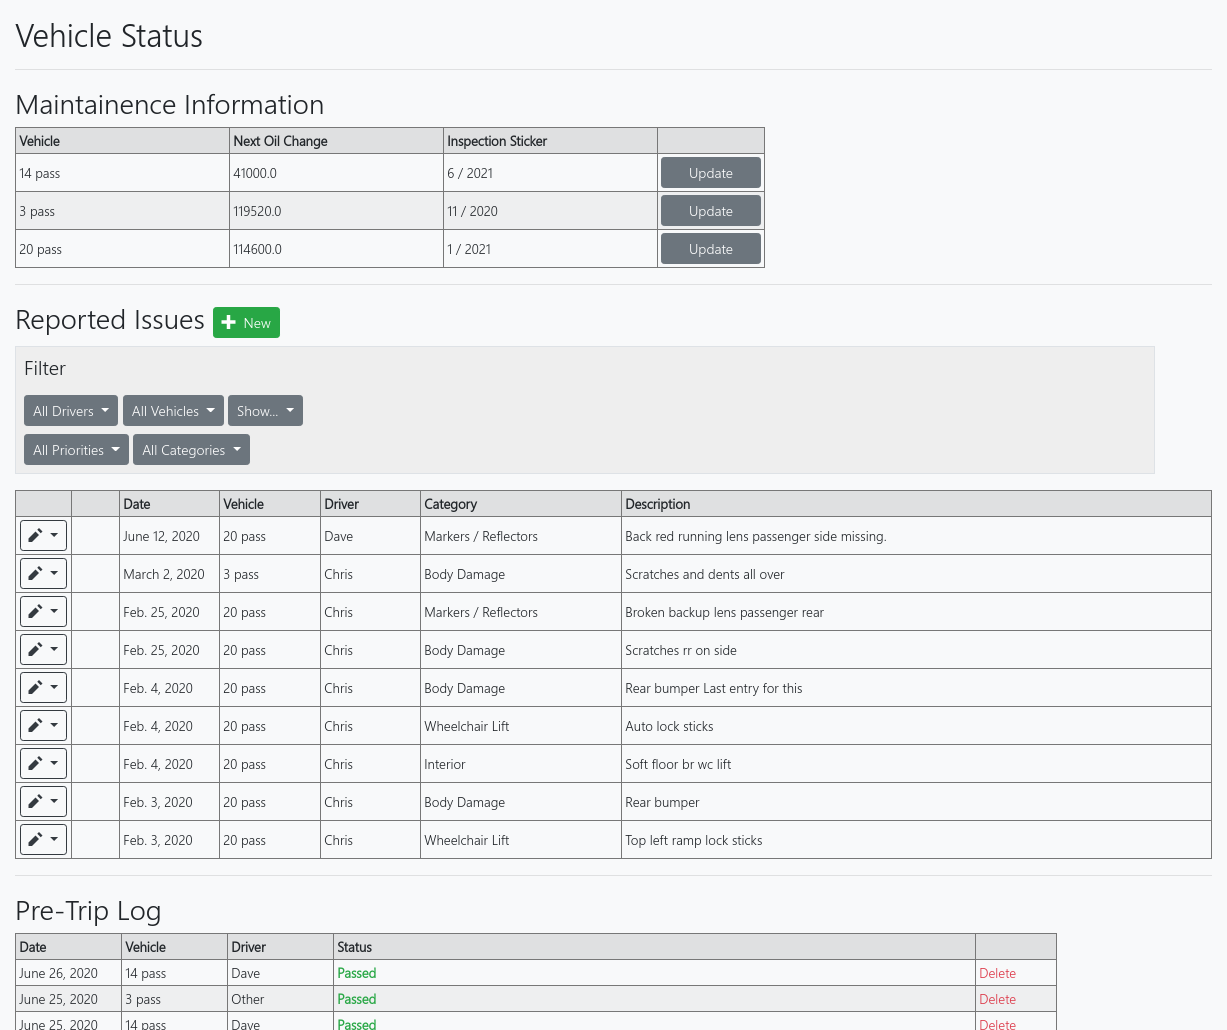 Vehicle Status
Maintainence Information
Vehicle Next Oil Change Inspection Sticker
14 pass 41000.0 6 / 2021 Update
3 pass 119520.0 11 / 2020 Update
20 pass 114600.0 1 / 2021 Update
Reported Issues New
Filter
All Drivers All Vehicles Show...
All Priorities All Categories
Date Vehicle Driver Category Description
June 12, 2020 20 pass Dave Markers / Reflectors Back red running lens passenger side missing.
March 2, 2020 3 pass Chris Body Damage Scratches and dents all over
Feb. 25, 2020 20 pass Chris Markers / Reflectors Broken backup lens passenger rear
Feb. 25, 2020 20 pass Chris Body Damage Scratches rr on side
Feb. 4, 2020 20 pass Chris Body Damage Rear bumper Last entry for this
Feb. 4, 2020 20 pass Chris Wheelchair Lift Auto lock sticks
Feb. 4, 2020 20 pass Chris Interior Soft floor br wc lift
Feb. 3, 2020 20 pass Chris Body Damage Rear bumper
Feb. 3, 2020 20 pass Chris Wheelchair Lift Top left ramp lock sticks
Pre-Trip Log
Date Vehicle Driver Status
June 26, 2020 14 pass Dave Passed Delete
June 25, 2020 3 pass Other Passed Delete
June 25, 2020 14 pass Dave Passed Delete